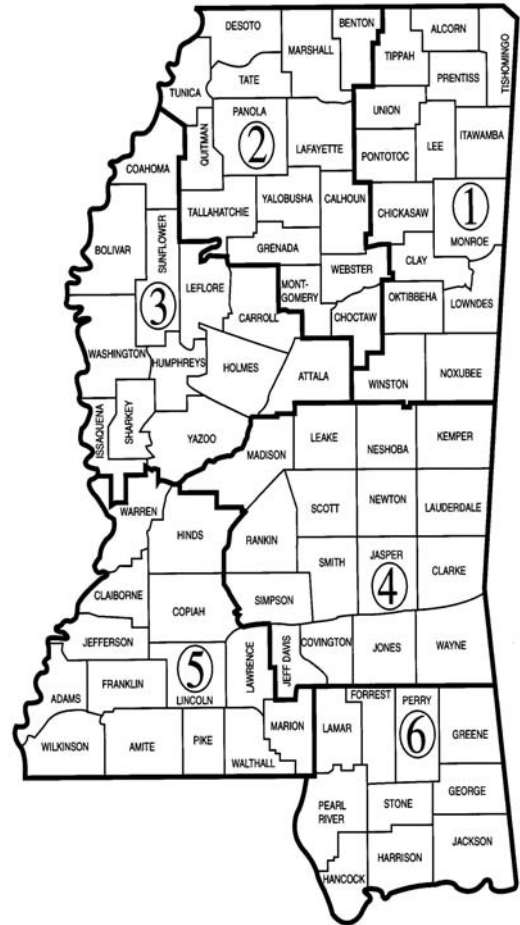 DESOTO
BENTON
ALCORN
MARSHALL
TIPPAH
TISHOMINGO
TUNICA
TATE
PRENTISS
PANOLA
UNION
QUITMAN
2
LAFAYETTE
PONTOTOC
LEE
ITAWAMBA
COAHOMA
TALLAHATCHIE
YALOBUSHA
CALHOUN
CHICKASAW
1
MONROE
BOLIVAR
SUNFLOWER
GRENADA
CLAY
WEBSTER
LEFLORE
MONT-
GOMERY
OKTIBBEHA
LOWNDES
3
CARROLL
CHOCTAW
WASHINGTON
HUMPHREYS
HOLMES
ATTALA
WINSTON
NOXUBEE
ISSAQUENA
SHARKEY
YAZOO
MADISON
LEAKE
NESHOBA
KEMPER
WARREN
HINDS
RANKIN
SCOTT
NEWTON
LAUDERDALE
SMITH
JASPER
CLARKE
4
CLAIBORNE
COPIAH
SIMPSON
JEFFERSON
LAWRENCE
JEFF DAVIS
COVINGTON
JONES
WAYNE
5
ADAMS
FRANKLIN
LINCOLN
FORREST
PERRY
WILKINSON
AMITE
PIKE
WALTHALL
MARION
LAMAR
6
GREENE
PEARL
RIVER
STONE
GEORGE
HANCOCK
HARRISON
JACKSON